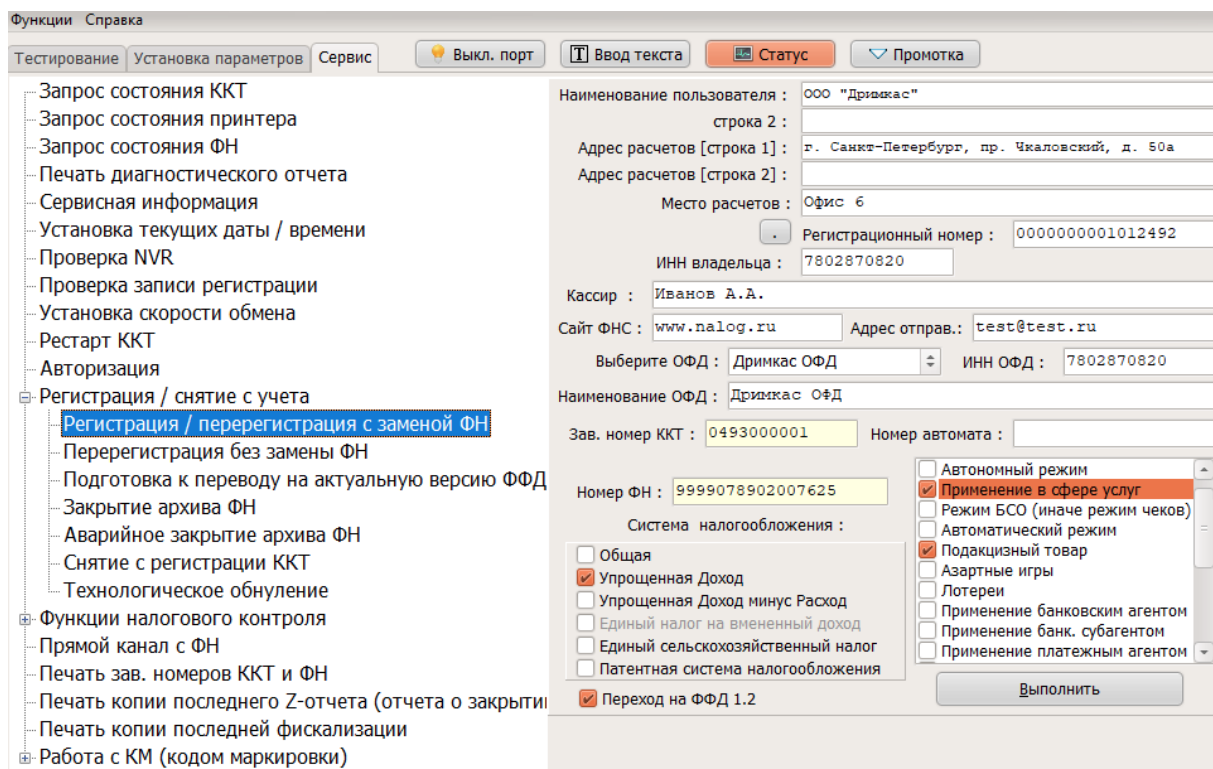 Функции Справка
Тестирование Установка параметров Сервис Выкл. порт Ввод текста Статус Промотка
Запрос состояния ККТ
Запрос состояния принтера
Запрос состояния ФН
Печать диагностического отчета
Сервисная информация
Установка текущих даты / времени
Проверка NVR
Проверка записи регистрации
Установка скорости обмена
Рестарт ККТ
Авторизация
Регистрация / снятие с учета
Регистрация / перерегистрация с заменой ФН
Перерегистрация без замены ФН
Подготовка к переводу на актуальную версию ФФД
Закрытие архива ФН
Аварийное закрытие архива ФН
Снятие с регистрации ККТ
Технологическое обнуление
Функции налогового контроля
Прямой канал с ФН
Печать зав. номеров ККТ и ФН
Печать копии последнего Z-отчета (отчета о закрыти
Печать копии последней фискализации
Работа с КМ (кодом маркировки)
Наименование пользователя : ООО "Дримкас"
строка 2 :
Адрес расчетов [строка 1] : г. Санкт-Петербург, пр. Чкаловский, д. 50а
Адрес расчетов [строка 2] :
Место расчетов : Офис 6
. Регистрационный номер : 0000000001012492
ИНН владельца : 7802870820
Кассир : Иванов А.А.
Сайт ФНС : www.nalog.ru Адрес отправ.: test@test.ru
Выберите ОФД : Дримкас ОФД ИНН ОФД : 7802870820
Наименование ОФД : Дримкас ОФД
Зав. номер ККТ : 0493000001 Номер автомата :
Номер ФН : 9999078902007625
Система налогообложения :
Общая
Упрощенная Доход
Упрощенная Доход минус Расход
Единый налог на вмененный доход
Единый сельскохозяйственный налог
Патентная система налогообложения
Переход на ФФД 1.2
Автономный режим
Применение в сфере услуг
Режим БСО (иначе режим чеков)
Автоматический режим
Подакцизный товар
Азартные игры
Лотереи
Применение банковским агентом
Применение банк. субагентом
Применение платежным агентом
Выполнить